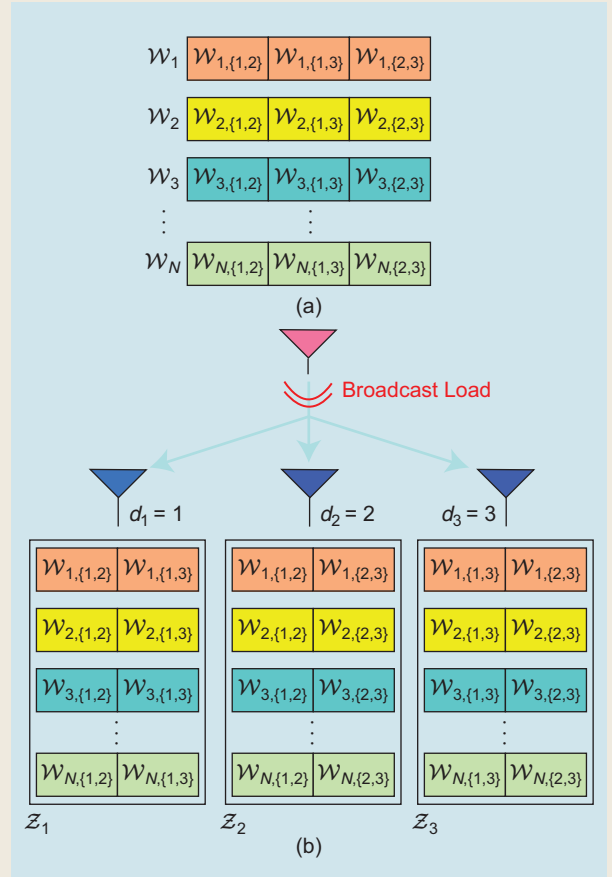 𝒲1 𝒲1,{1,2} 𝒲1,{1,3} 𝒲1,{2,3}
𝒲2 𝒲2,{1,2} 𝒲2,{1,3} 𝒲2,{2,3}
𝒲3 𝒲3,{1,2} 𝒲3,{1,3} 𝒲3,{2,3}
⋮ ⋮
𝒲N 𝒲N,{1,2} 𝒲N,{1,3} 𝒲N,{2,3}
(a)
Broadcast Load
d1 = 1 d2 = 2 d3 = 3
𝒲1,{1,2} 𝒲1,{1,3} 𝒲1,{1,2} 𝒲1,{2,3} 𝒲1,{1,3} 𝒲1,{2,3}
𝒲2,{1,2} 𝒲2,{1,3} 𝒲2,{1,2} 𝒲2,{2,3} 𝒲2,{1,3} 𝒲2,{2,3}
𝒲3,{1,2} 𝒲3,{1,3} 𝒲3,{1,2} 𝒲3,{2,3} 𝒲3,{1,3} 𝒲3,{2,3}
⋮ ⋮ ⋮
𝒲N,{1,2} 𝒲N,{1,3} 𝒲N,{1,2} 𝒲N,{2,3} 𝒲N,{1,3} 𝒲N,{2,3}
𝒵1 𝒵2 𝒵3
(b)